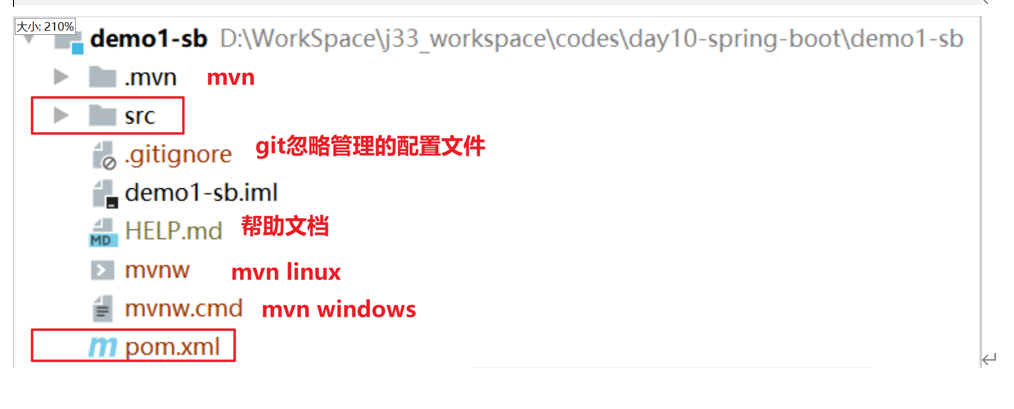 大小: 210%
demo1-sb D:\WorkSpace\j33_workspace\codes\day10-spring-boot\demo1-sb
.mvn mvn
src
.gitignore git忽略管理的配置文件
demo1-sb.iml
HELP.md 帮助文档
mvnw mvn linux
mvnw.cmd mvn windows
pom.xml